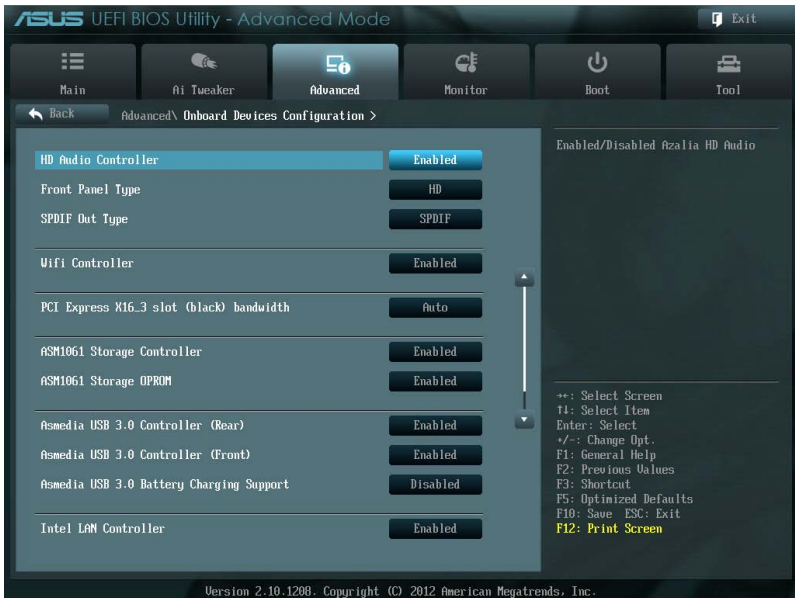 ASUS UEFI BIOS Utility - Advanced Mode
Exit
Main
Ai Tweaker
Advanced
Monitor
Boot
Tool
Back
Advanced\ Onboard Devices Configuration >
HD Audio Controller Enabled
Front Panel Type HD
SPDIF Out Type SPDIF
Wifi Controller Enabled
PCI Express X16_3 slot (black) bandwidth Auto
ASM1061 Storage Controller Enabled
ASM1061 Storage OPROM Enabled
Asmedia USB 3.0 Controller (Rear) Enabled
Asmedia USB 3.0 Controller (Front) Enabled
Asmedia USB 3.0 Battery Charging Support Disabled
Intel LAN Controller Enabled
Enabled/Disabled Azalia HD Audio
→←: Select Screen
↑↓: Select Item
Enter: Select
+/-: Change Opt.
F1: General Help
F2: Previous Values
F3: Shortcut
F5: Optimized Defaults
F10: Save ESC: Exit
F12: Print Screen
Version 2.10.1208. Copyright (C) 2012 American Megatrends, Inc.